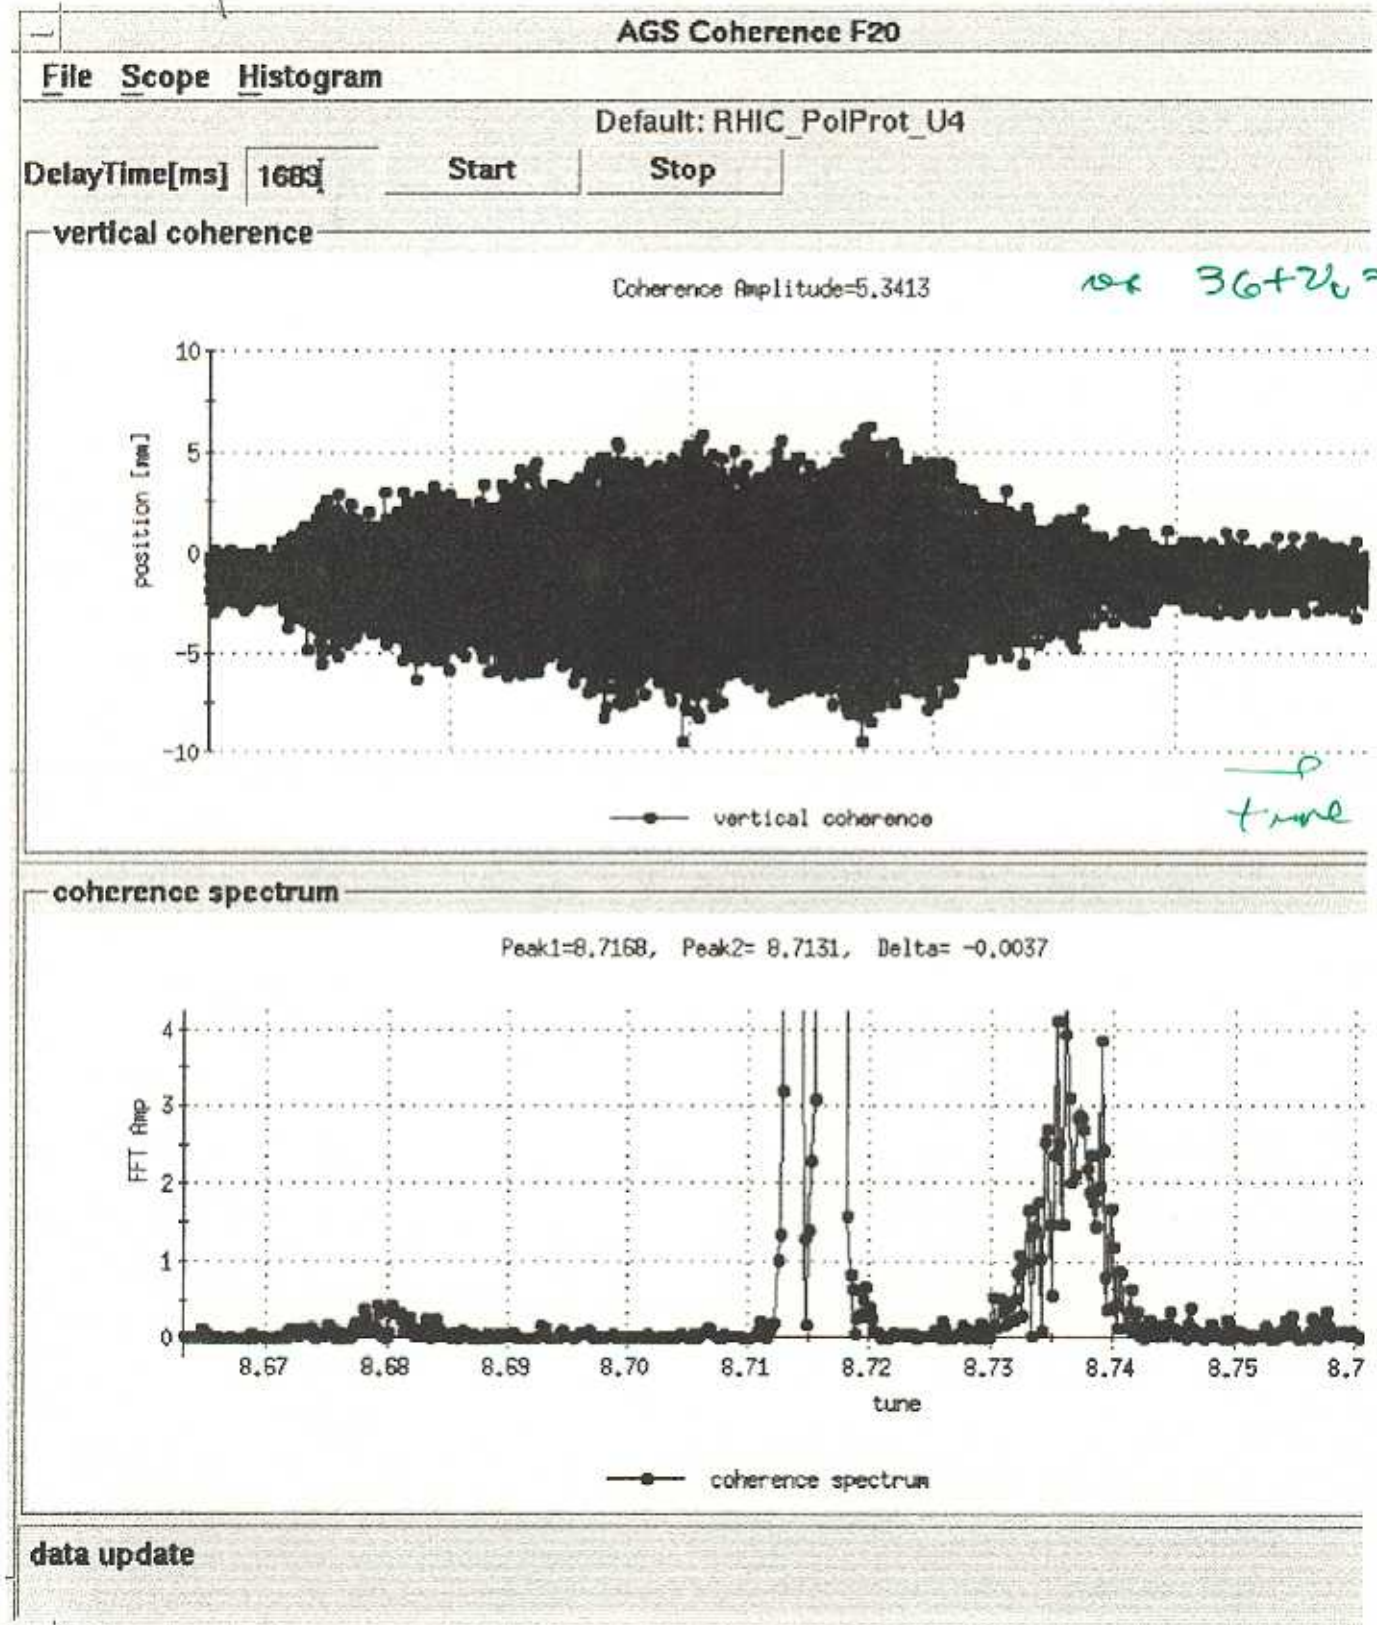 AGS Coherence F20
File Scope Histogram
Default: RHIC_PolProt_U4
DelayTime[ms] 1683 Start Stop
vertical coherence
Coherence Amplitude=5.3413
36+ν =
10
5
0
-5
-10
position [mm]
vertical coherence
coherence spectrum
Peak1=8.7168, Peak2= 8.7131, Delta= -0.0037
4
3
2
1
0
FFT Amp
8.67 8.68 8.69 8.70 8.71 8.72 8.73 8.74 8.75 8.7
tune
coherence spectrum
data update